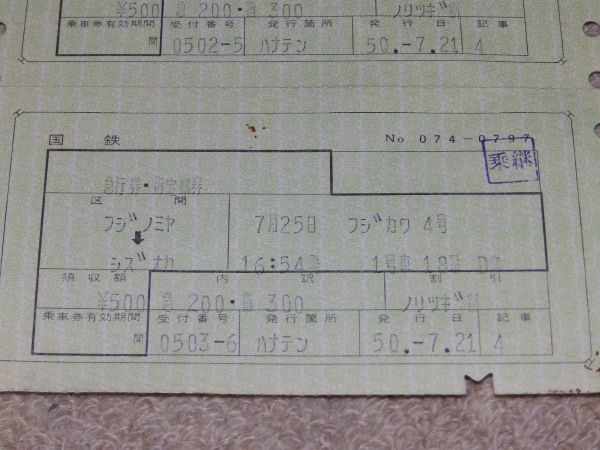 ¥500 急 200・指 300 ノリツギ割
乗車券有効期間 受付番号 発行箇所 発行日 記事
間 0502-5 ハナテン 50.-7.21 4
国鉄 No 074-0797
乗継
急行券・指定席券
区間
フジノミヤ 7月25日 フジカワ 4号
シズオカ 16:54発 1号車 18番 D席
領収額 内訳 割引
¥500 急 200・指 300 ノリツギ割
乗車券有効期間 受付番号 発行箇所 発行日 記事
間 0503-6 ハナテン 50.-7.21 4